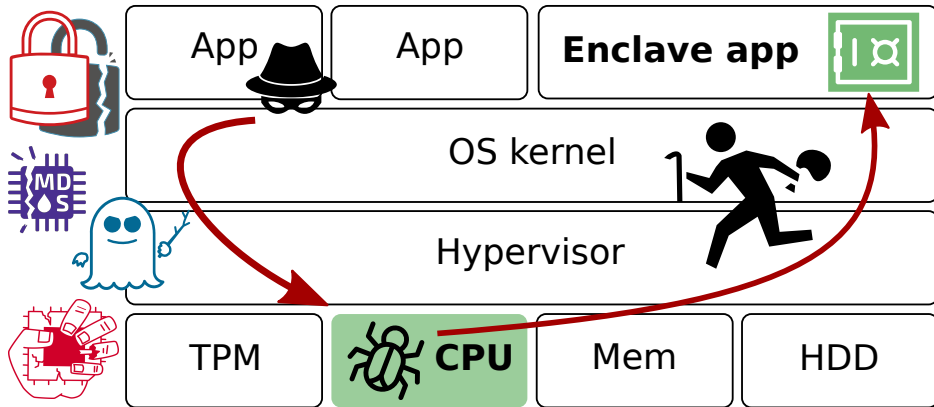 App
App
Enclave app
OS kernel
MD
S
Hypervisor
TPM
CPU
Mem
HDD